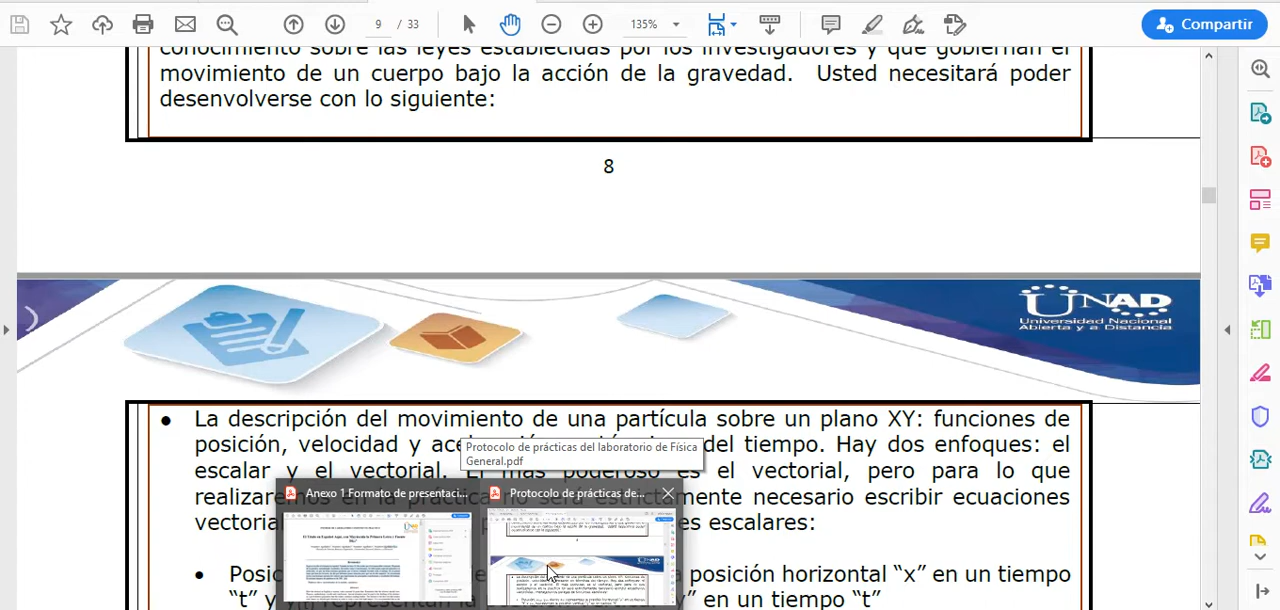 9 / 33
135%
Compartir
conocimiento sobre las leyes establecidas por los investigadores y que gobiernan el
movimiento de un cuerpo bajo la acción de la gravedad. Usted necesitará poder
desenvolverse con lo siguiente:
8
UNAD
Universidad Nacional
Abierta y a Distancia
● La descripción del movimiento de una partícula sobre un plano XY: funciones de
posición, velocidad y del tiempo. Hay dos enfoques: el
Protocolo de prácticas del laboratorio de Física
General.pdf
escalar y el vectorial. El más poderoso es el vectorial, pero para lo que
Anexo 1 Formato de presentaci...
Protocolo de prácticas de...
estrictamente necesario escribir ecuaciones
es escalares:
a posición horizontal “x” en un tiempo
“t” y en un tiempo “t”